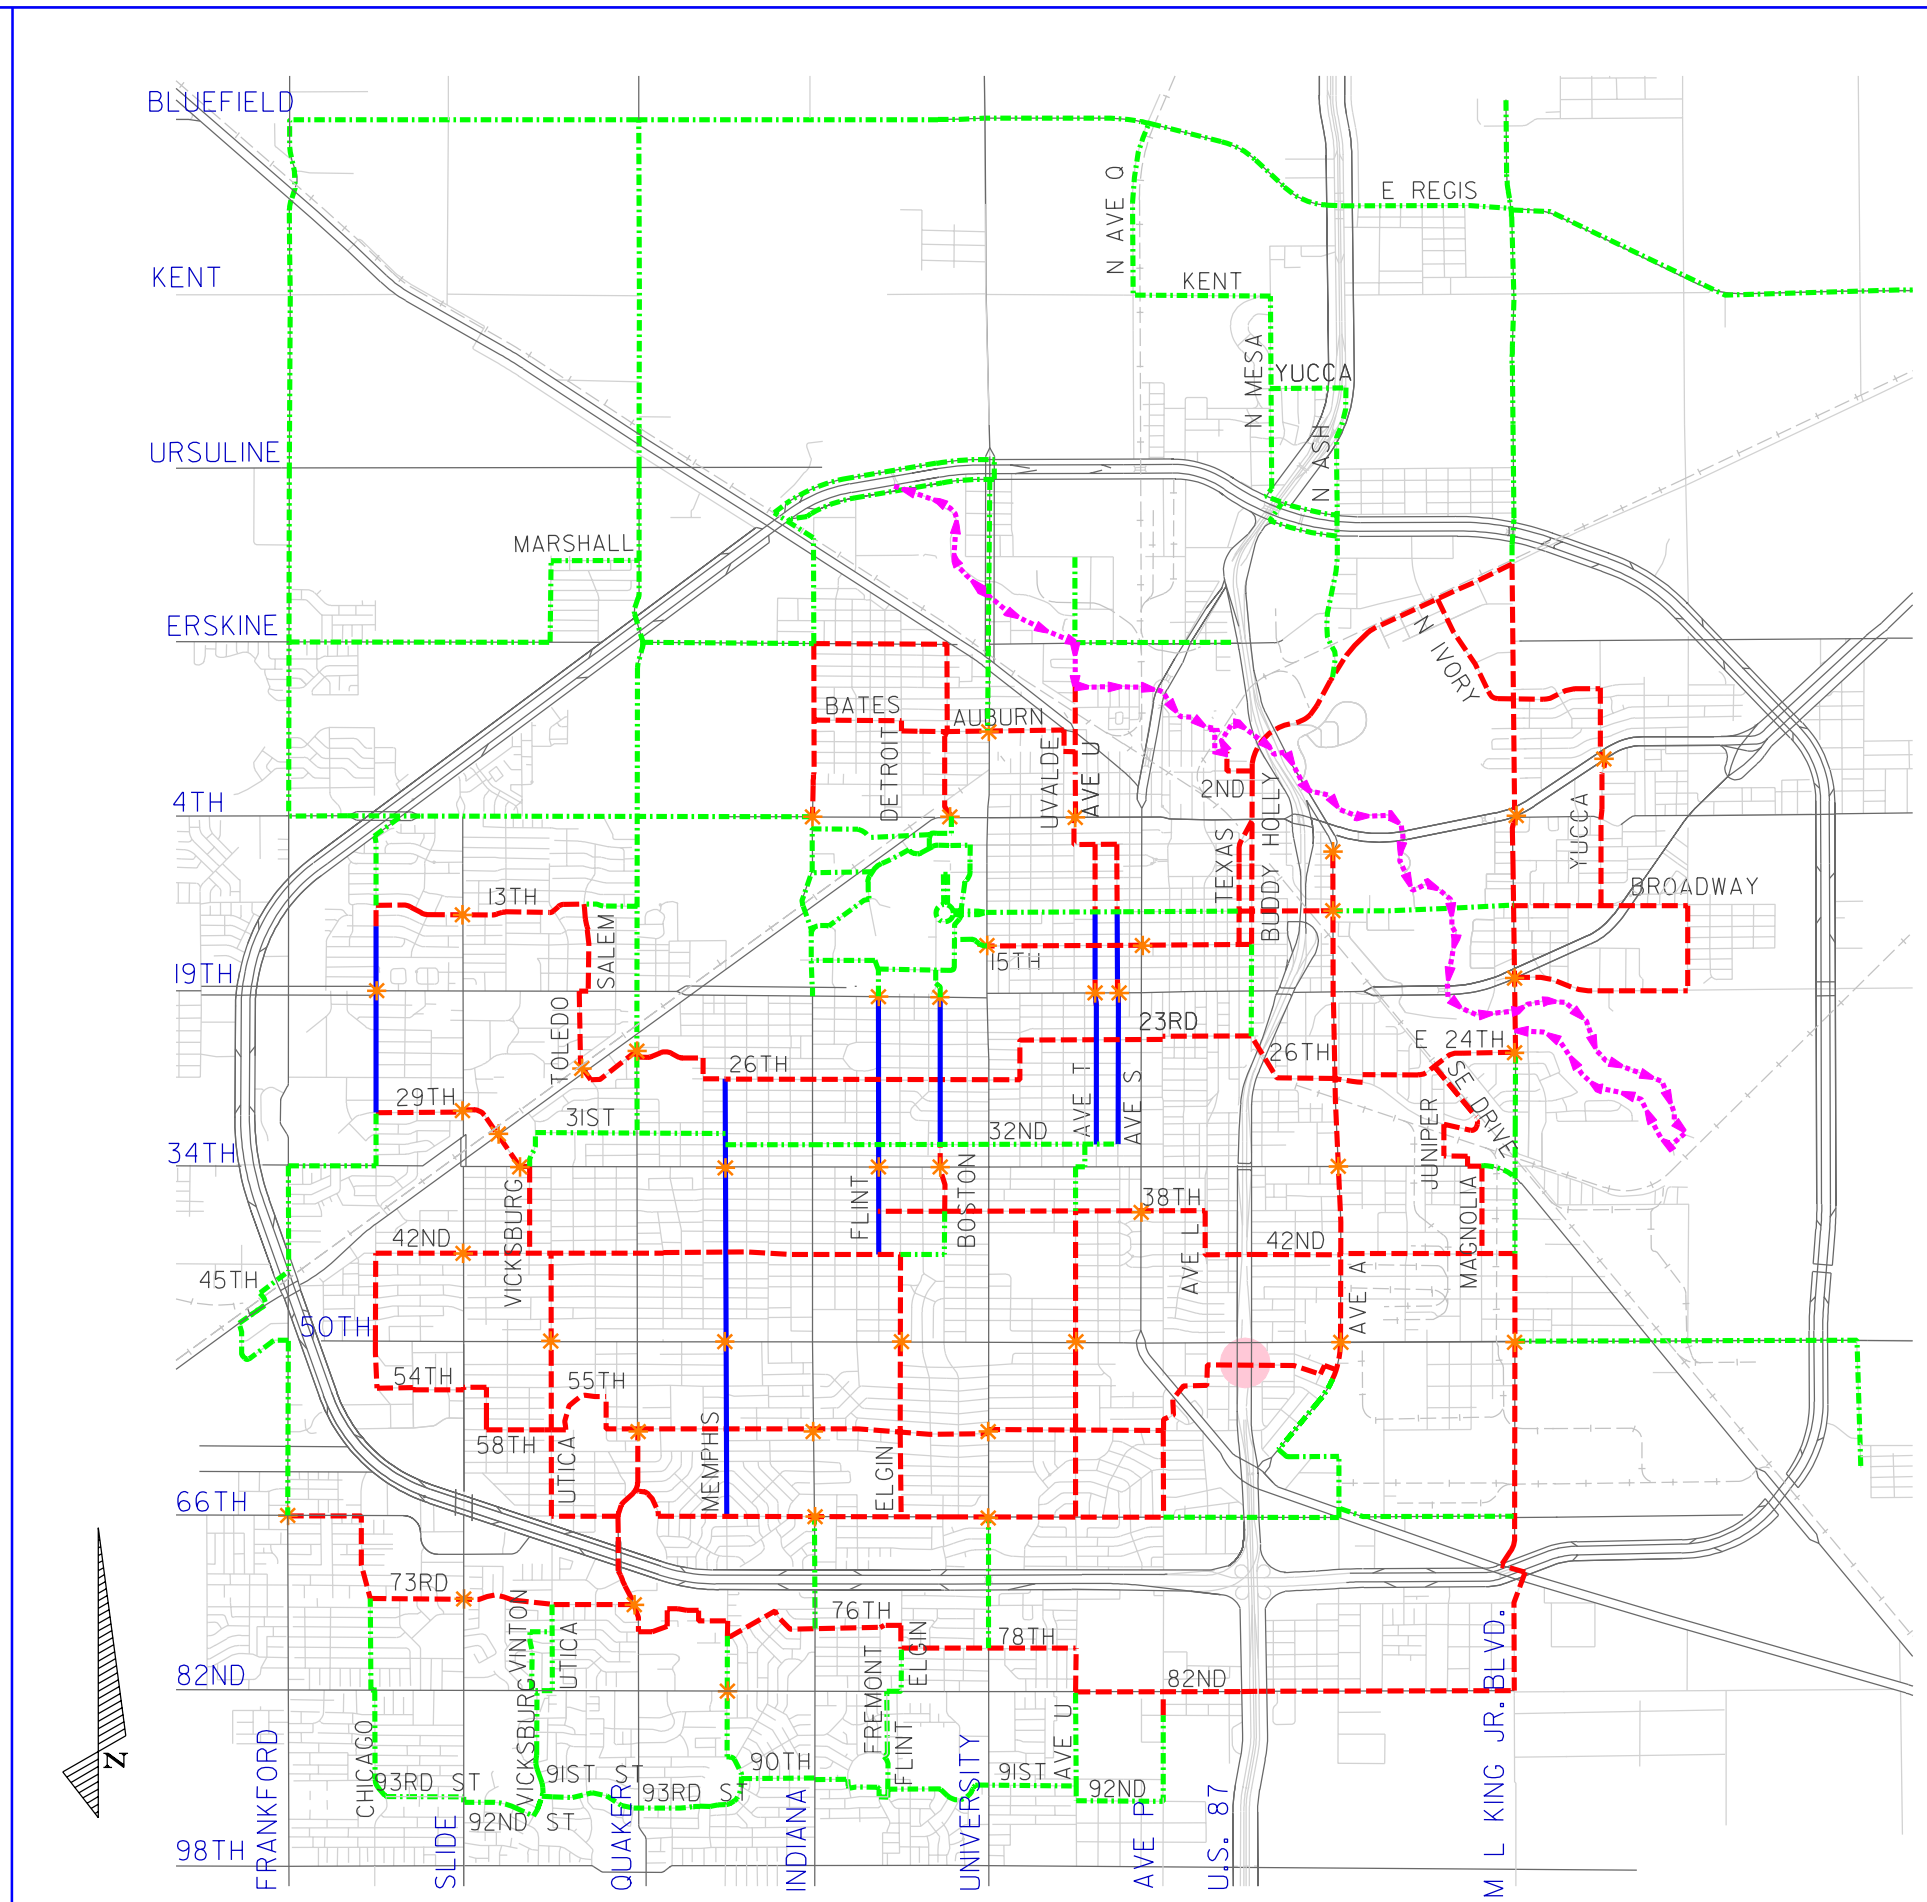 BLUEFIELD
N AVE Q
E REGIS
KENT
KENT
N MESA
YUCCA
N ASH
URSULINE
MARSHALL
ERSKINE
N IVORY
BATES
AUBURN
DETROIT
UVALDE
AVE U
2ND
BUDDY HOLLY
4TH
TEXAS
YUCCA
BROADWAY
13TH
SALEM
15TH
19TH
TOLEDO
23RD
26TH
26TH
E 24TH
29TH
31ST
32ND
AVE T
AVE S
SE DRIVE
JUNIPER
34TH
VICKSBURG
FLINT
BOSTON
38TH
AVE L
MAGNOLIA
42ND
42ND
45TH
AVE A
50TH
54TH
55TH
58TH
UTICA
MEMPHIS
ELGIN
66TH
73RD
VINTON
UTICA
76TH
78TH
ELGIN
82ND
82ND
VICKSBURG
FREMONT
FLINT
AVE U
CHICAGO
93RD ST
91ST ST
93RD ST
90TH
91ST
92ND
92ND ST
98TH
FRANKFORD
SLIDE
QUAKER
INDIANA
UNIVERSITY
AVE P
U.S. 87
M L KING JR. BLVD.
N